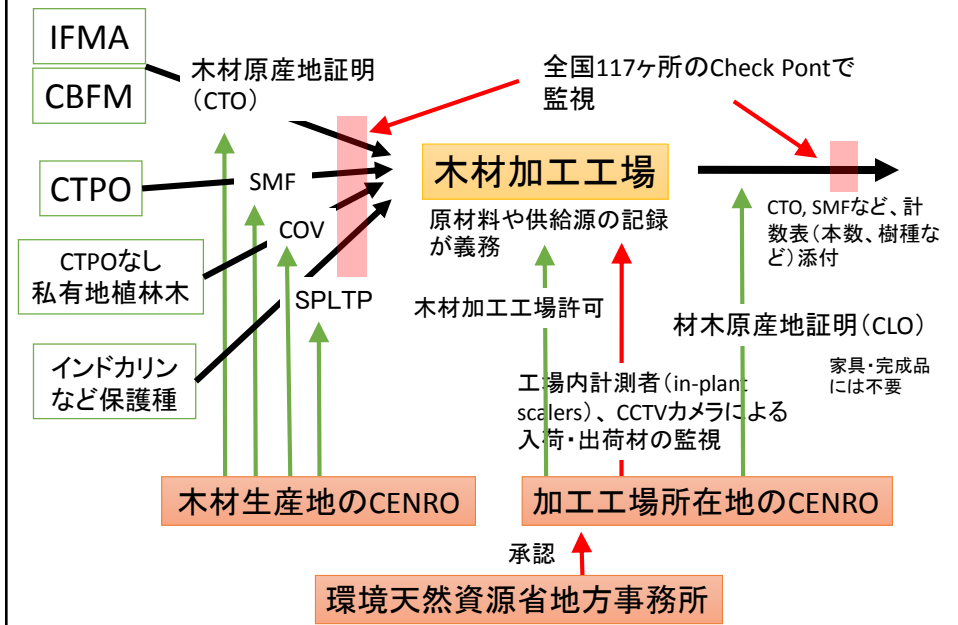 IFMA
CBFM
木材原産地証明
（CTO）
全国117ヶ所のCheck Pontで
監視
CTPO
SMF
COV
木材加工工場
原材料や供給源の記録
が義務
CTO, SMFなど、計
数表（本数、樹種な
ど）添付
CTPOなし
私有地植林木
SPLTP
木材加工工場許可
材木原産地証明（CLO）
家具・完成品
には不要
インドカリン
など保護種
工場内計測者（in-plant
scalers）、CCTVカメラによる
入荷・出荷材の監視
木材生産地のCENRO
加工工場所在地のCENRO
承認
環境天然資源省地方事務所